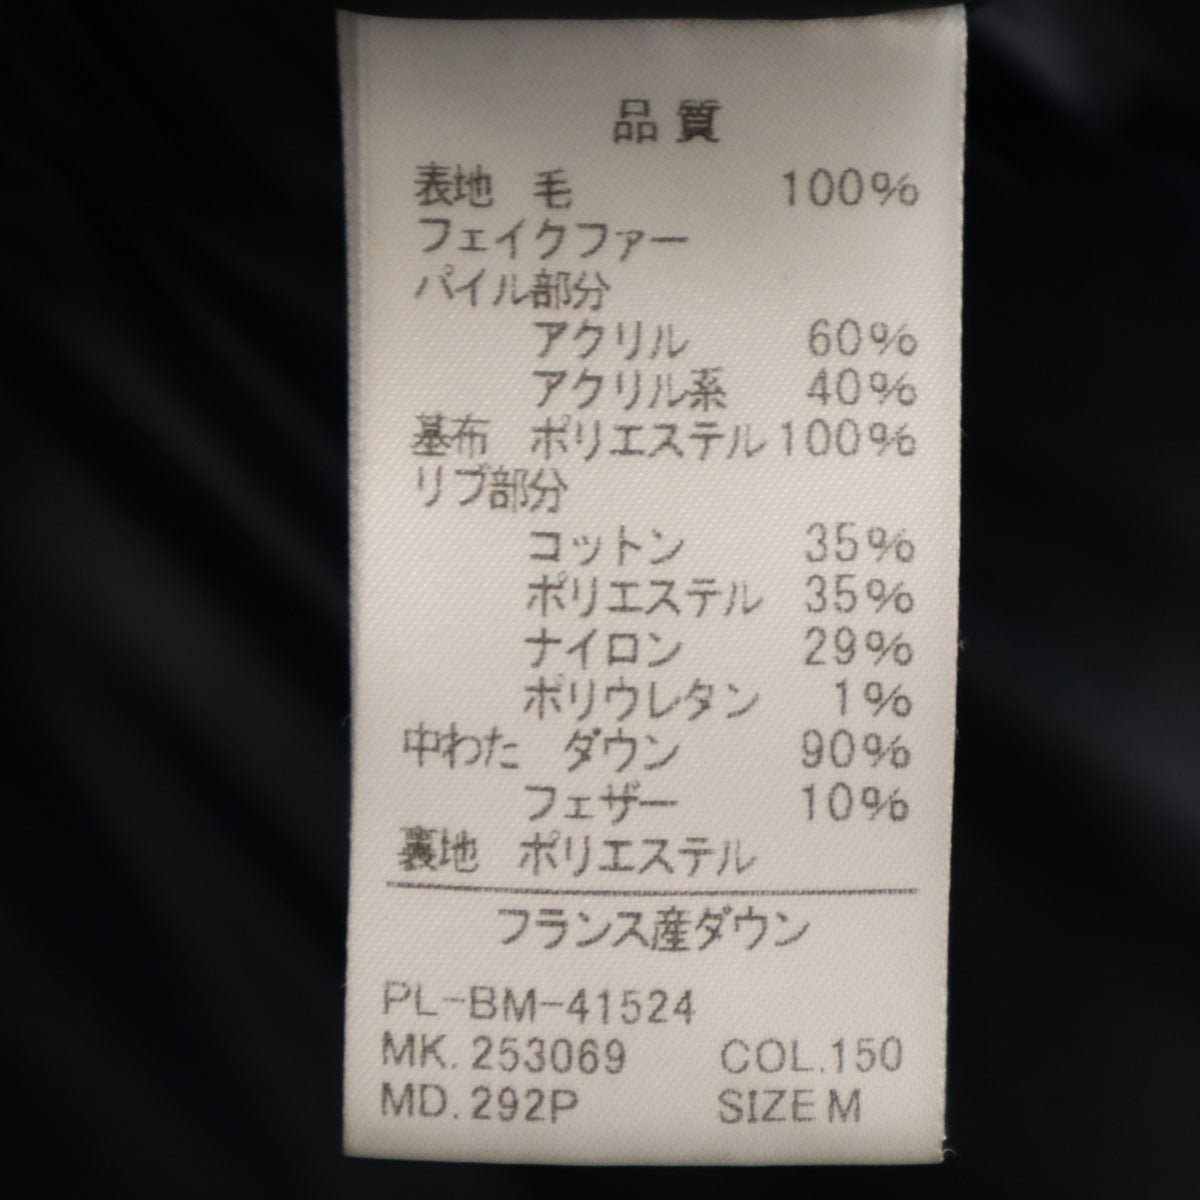 品質
表地 毛 100%
フェイクファー
パイル部分
アクリル 60%
アクリル系 40%
基布 ポリエステル 100%
リブ部分
コットン 35%
ポリエステル 35%
ナイロン 29%
ポリウレタン 1%
中わた ダウン 90%
フェザー 10%
裏地 ポリエステル
フランス産ダウン
PL-BM-41524
MK. 253069 COL.150
MD. 292P SIZE M